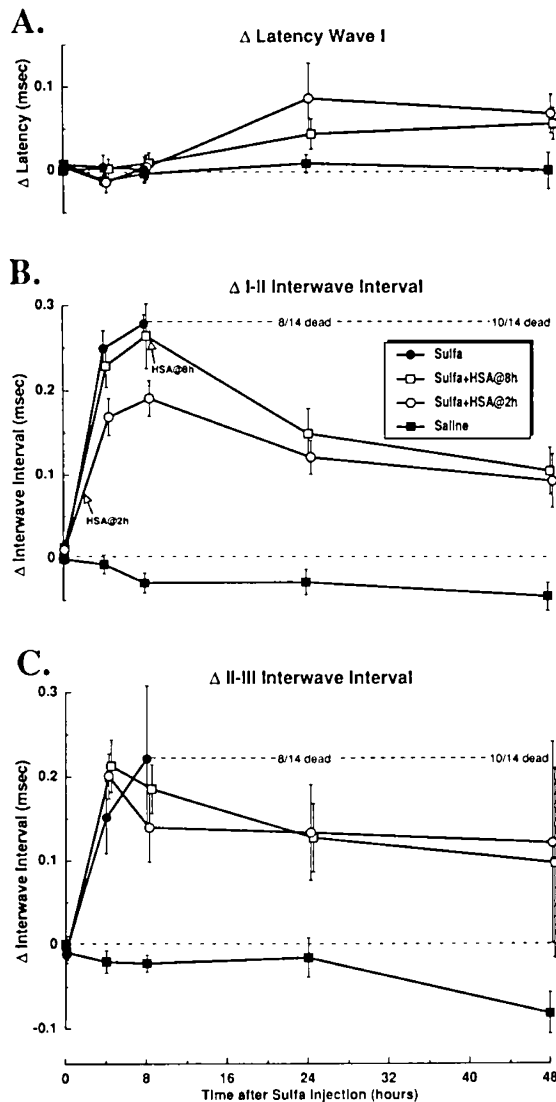 A.
Δ Latency Wave I
Δ Latency (msec)
0.1
0
B.
Δ I-II Interwave Interval
Δ Interwave Interval (msec)
0.3
0.2
0.1
0
8/14 dead
10/14 dead
HSA@8h
HSA@2h
Sulfa
Sulfa+HSA@8h
Sulfa+HSA@2h
Saline
C.
Δ II-III Interwave Interval
Δ Interwave Interval (msec)
0.3
0.2
0.1
0
-0.1
8/14 dead
10/14 dead
0 8 16 24 32 40 48
Time after Sulfa Injection (hours)